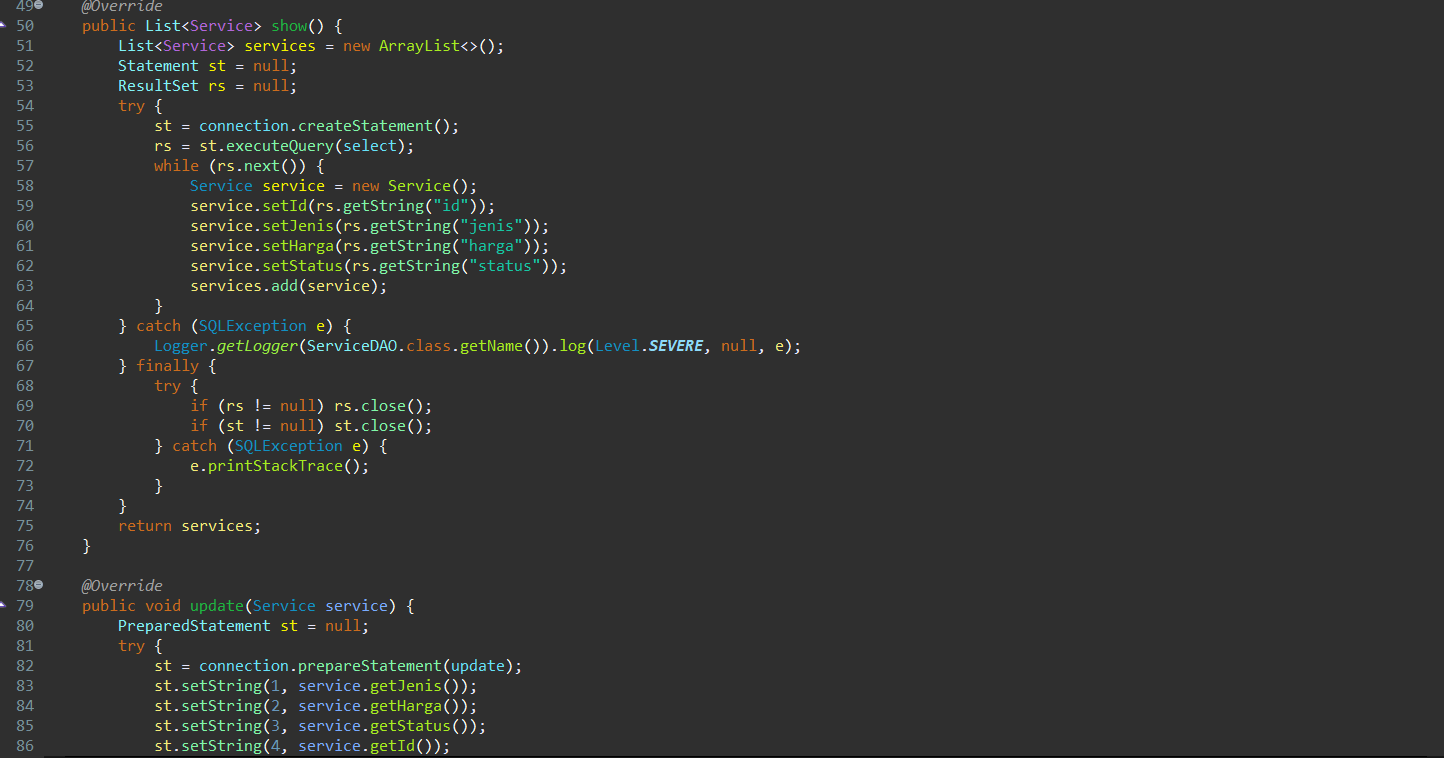 49 @Override
50 public List<Service> show() {
51 List<Service> services = new ArrayList<>();
52 Statement st = null;
53 ResultSet rs = null;
54 try {
55 st = connection.createStatement();
56 rs = st.executeQuery(select);
57 while (rs.next()) {
58 Service service = new Service();
59 service.setId(rs.getString("id"));
60 service.setJenis(rs.getString("jenis"));
61 service.setHarga(rs.getString("harga"));
62 service.setStatus(rs.getString("status"));
63 services.add(service);
64 }
65 } catch (SQLException e) {
66 Logger.getLogger(ServiceDAO.class.getName()).log(Level.SEVERE, null, e);
67 } finally {
68 try {
69 if (rs != null) rs.close();
70 if (st != null) st.close();
71 } catch (SQLException e) {
72 e.printStackTrace();
73 }
74 }
75 return services;
76 }
77
78 @Override
79 public void update(Service service) {
80 PreparedStatement st = null;
81 try {
82 st = connection.prepareStatement(update);
83 st.setString(1, service.getJenis());
84 st.setString(2, service.getHarga());
85 st.setString(3, service.getStatus());
86 st.setString(4, service.getId());